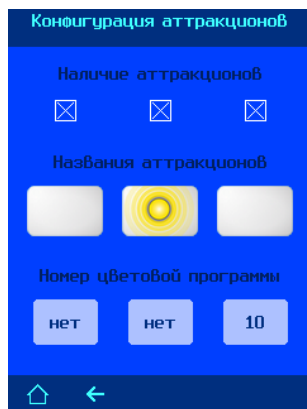 Конфигурация аттракционов
Наличие аттракционов
Названия аттракционов
Номер цветовой программы
нет нет 10